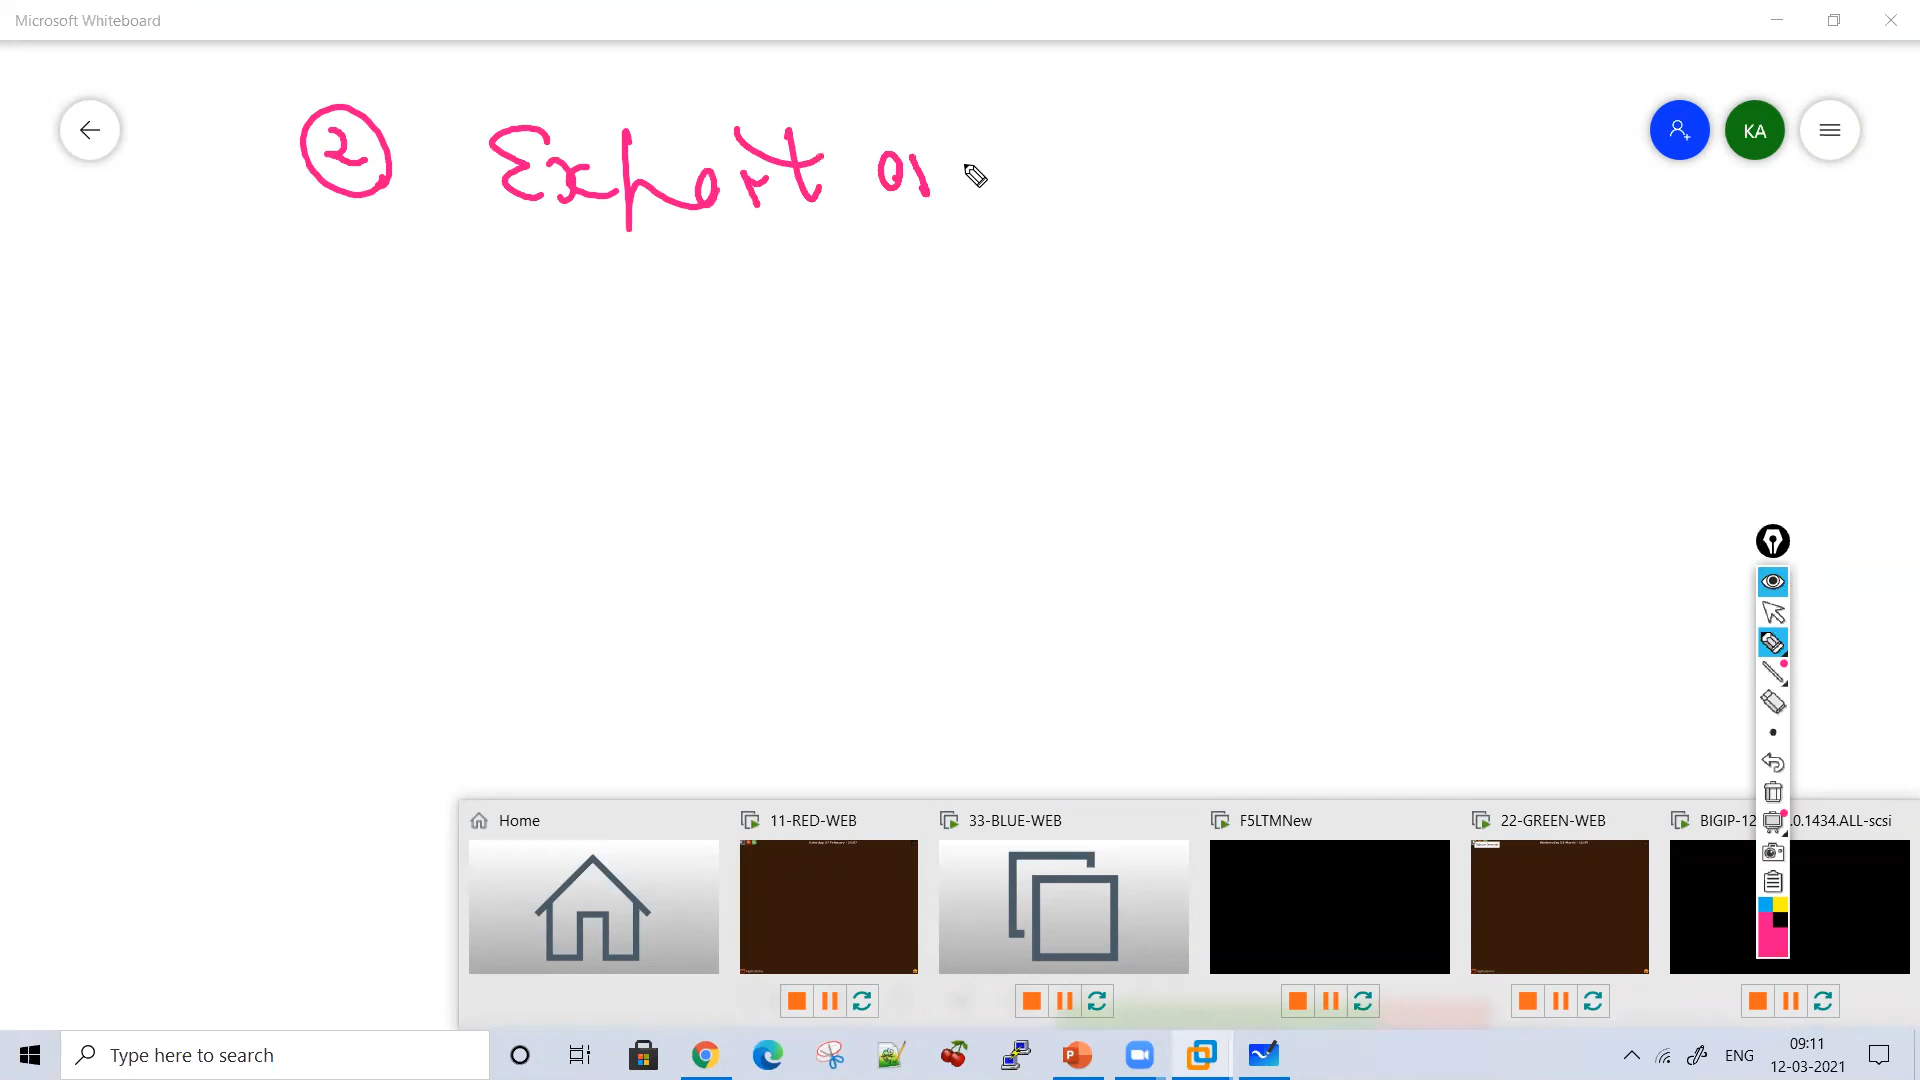 Microsoft Whiteboard
② Export o
KA
Home
11-RED-WEB
33-BLUE-WEB
F5LTMNew
22-GREEN-WEB
BIGIP-12 .0.1434.ALL-scsi
Type here to search
ENG
09:11
12-03-2021